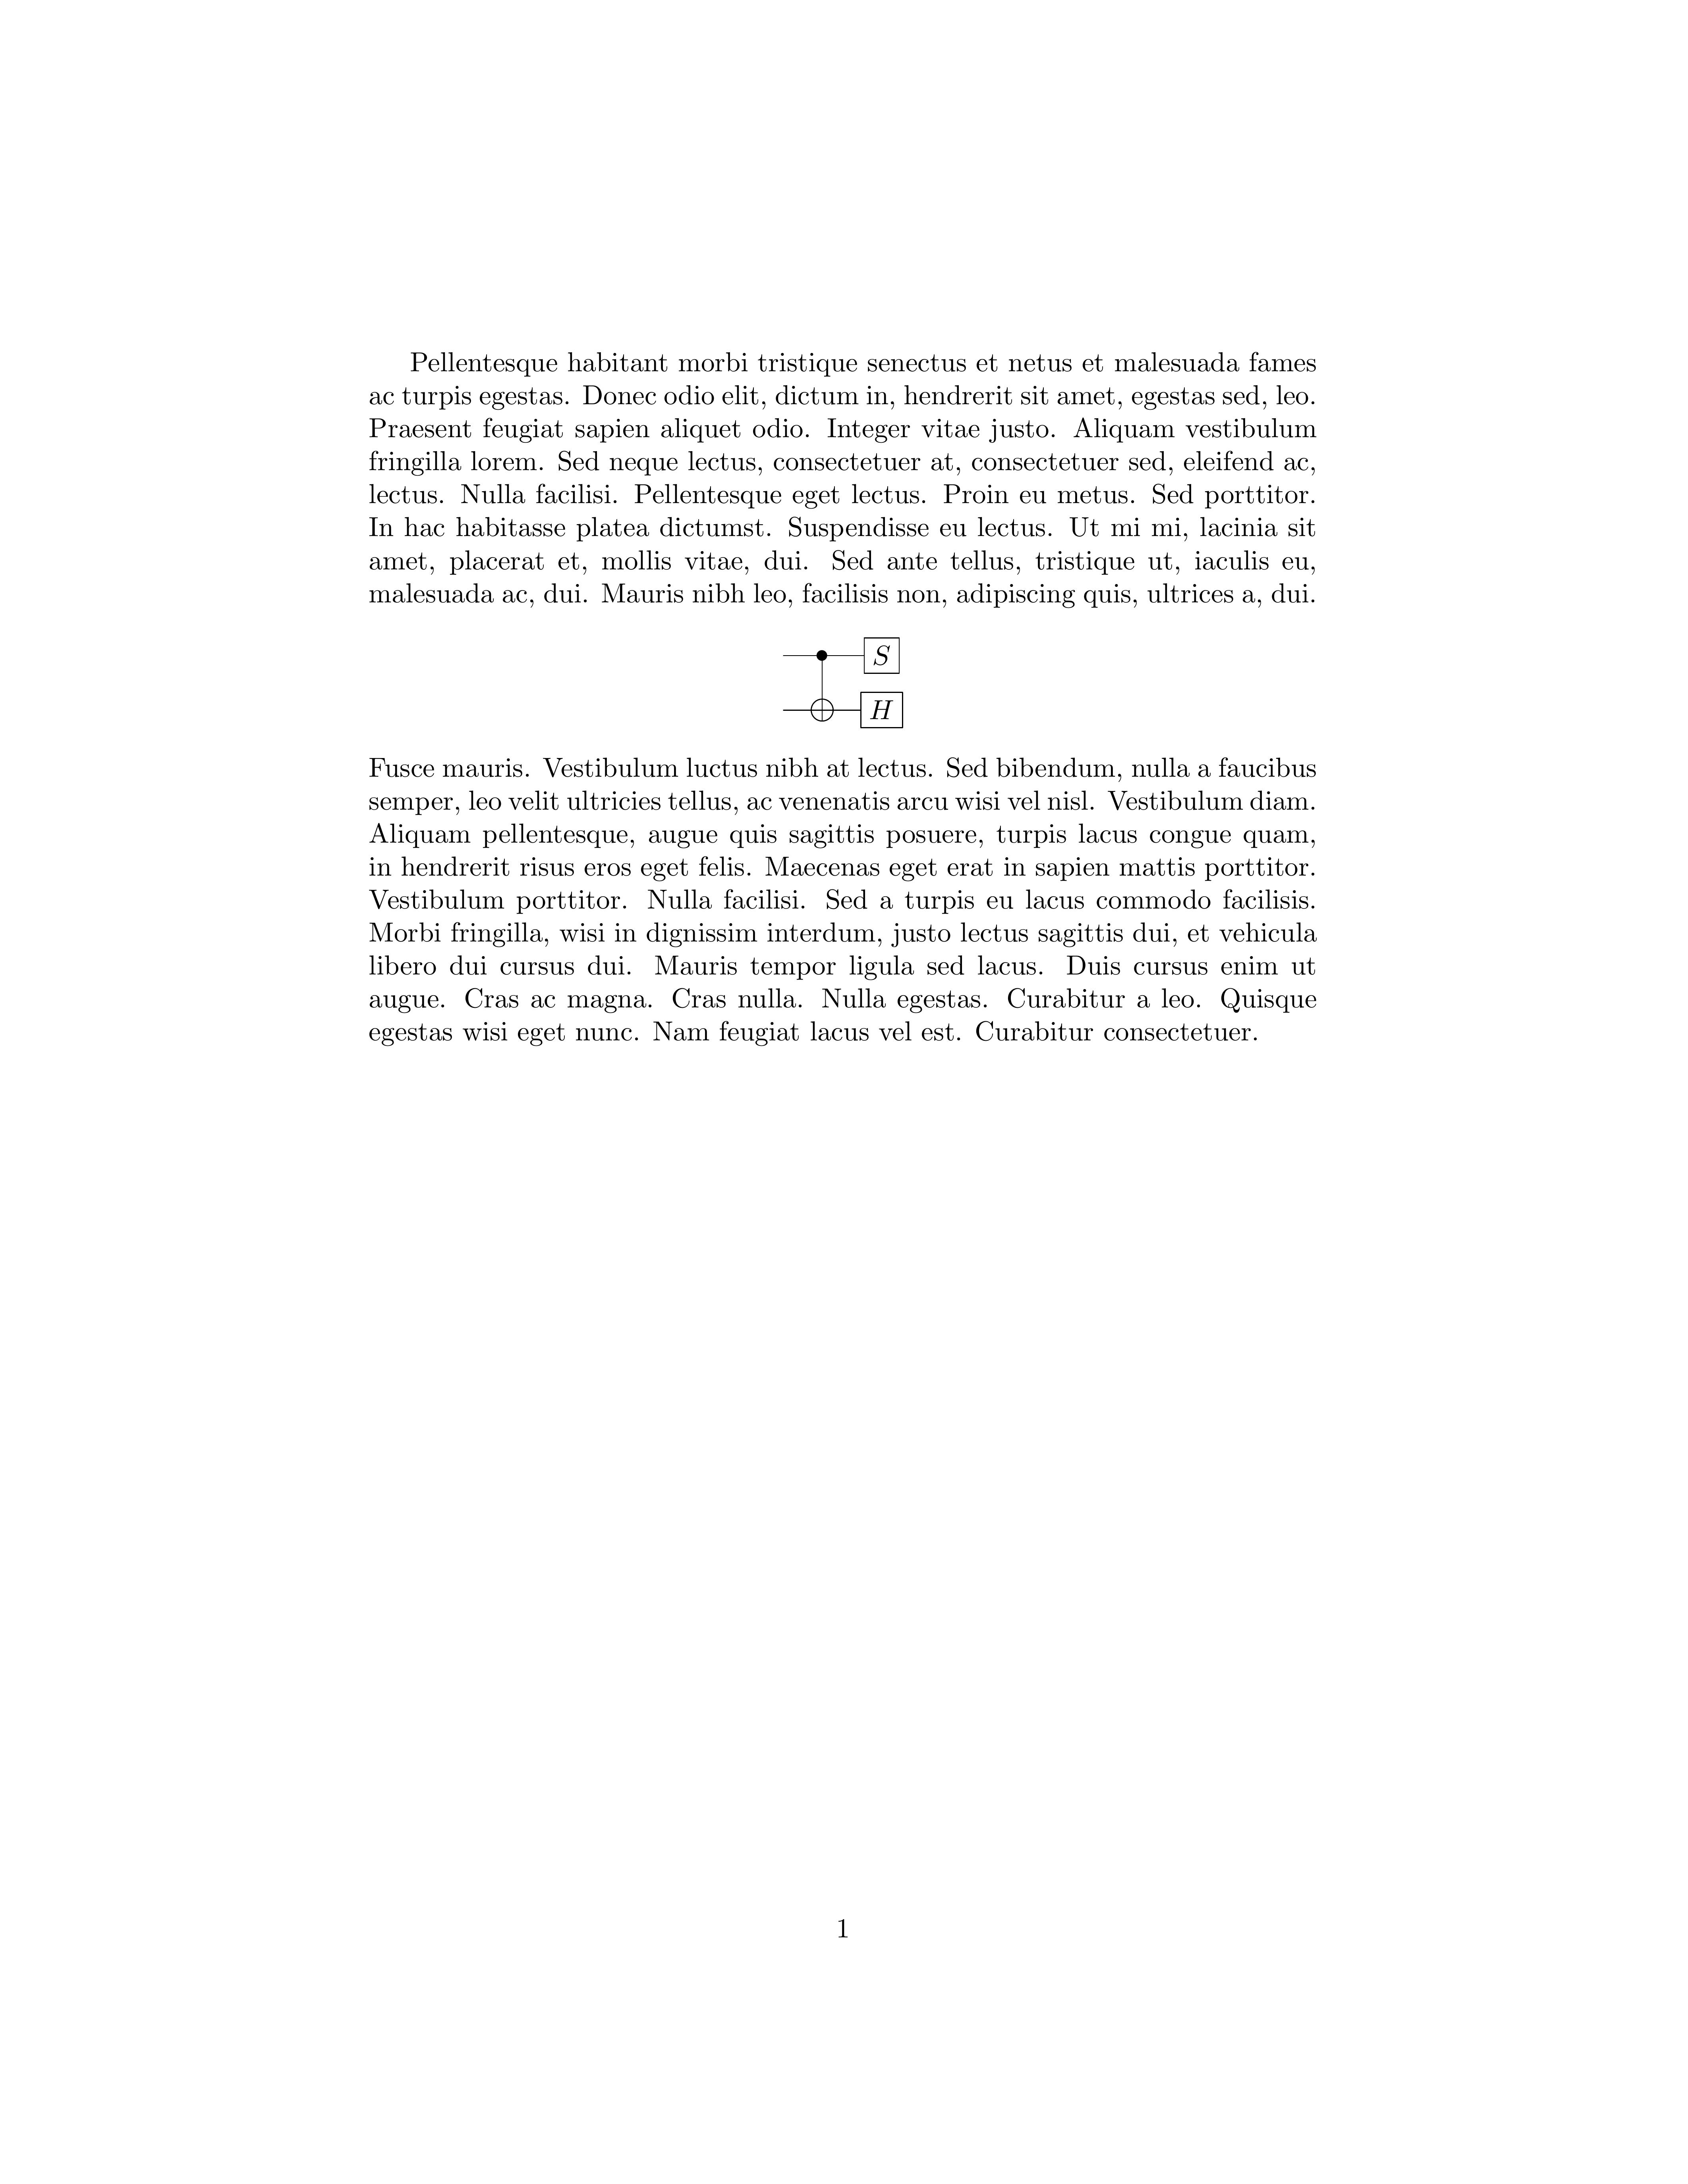 Pellentesque habitant morbi tristique senectus et netus et malesuada fames
ac turpis egestas. Donec odio elit, dictum in, hendrerit sit amet, egestas sed, leo.
Praesent feugiat sapien aliquet odio. Integer vitae justo. Aliquam vestibulum
fringilla lorem. Sed neque lectus, consectetuer at, consectetuer sed, eleifend ac,
lectus. Nulla facilisi. Pellentesque eget lectus. Proin eu metus. Sed porttitor.
In hac habitasse platea dictumst. Suspendisse eu lectus. Ut mi mi, lacinia sit
amet, placerat et, mollis vitae, dui. Sed ante tellus, tristique ut, iaculis eu,
malesuada ac, dui. Mauris nibh leo, facilisis non, adipiscing quis, ultrices a, dui.
S
H
Fusce mauris. Vestibulum luctus nibh at lectus. Sed bibendum, nulla a faucibus
semper, leo velit ultricies tellus, ac venenatis arcu wisi vel nisl. Vestibulum diam.
Aliquam pellentesque, augue quis sagittis posuere, turpis lacus congue quam,
in hendrerit risus eros eget felis. Maecenas eget erat in sapien mattis porttitor.
Vestibulum porttitor. Nulla facilisi. Sed a turpis eu lacus commodo facilisis.
Morbi fringilla, wisi in dignissim interdum, justo lectus sagittis dui, et vehicula
libero dui cursus dui. Mauris tempor ligula sed lacus. Duis cursus enim ut
augue. Cras ac magna. Cras nulla. Nulla egestas. Curabitur a leo. Quisque
egestas wisi eget nunc. Nam feugiat lacus vel est. Curabitur consectetuer.
1